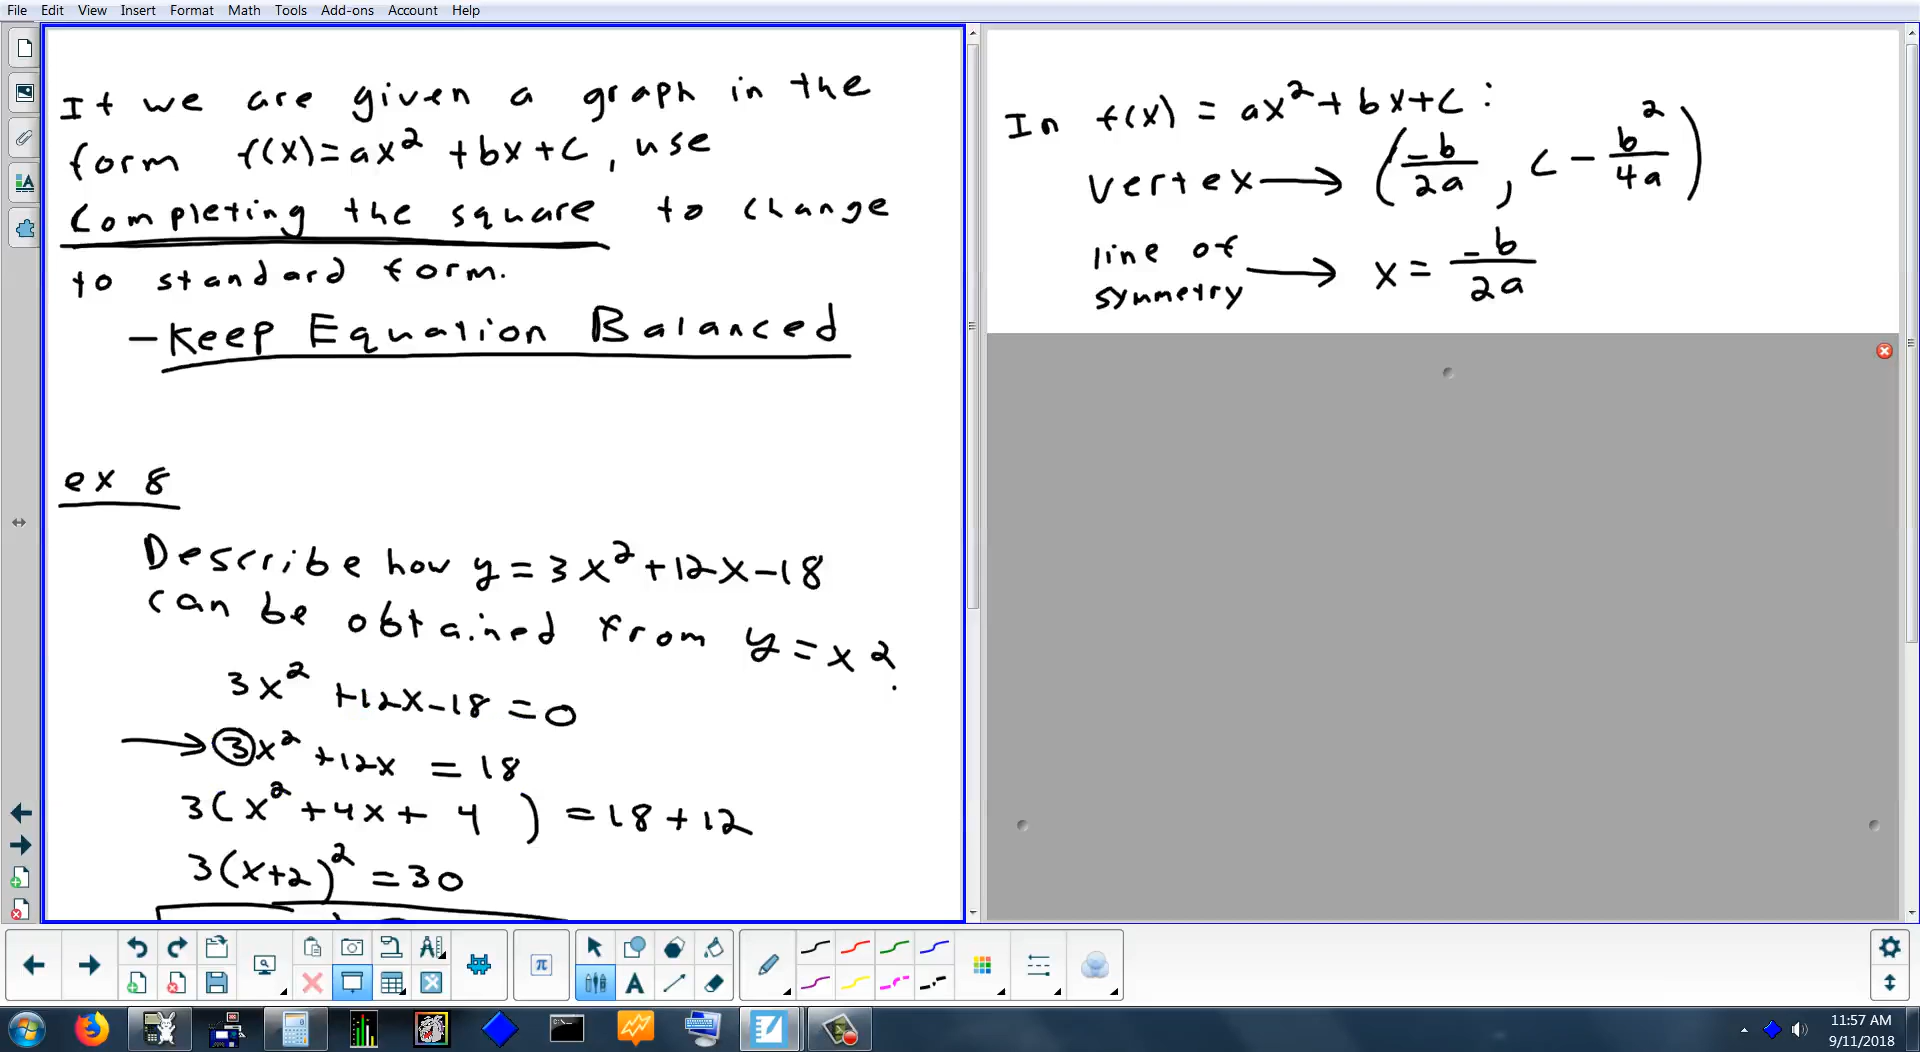 File Edit View Insert Format Math Tools Add-ons Account Help
If we are given a graph in the
form f(x)=ax² +bx+c, use
completing the square to change
to standard form.
- Keep Equation Balanced
ex 8
Describe how y=3x²+12x-18
can be obtained from y=x²
.
3x² +12x-18=0
→ 3x² +12x = 18
3(x²+4x+ 4 ) =18+12
3(x+2)² =30
In f(x) = ax²+bx+c:
vertex → (-b/2a, c - b²/4a)
line of
symmetry → x = -b/2a
π
A
11:57 AM
9/11/2018